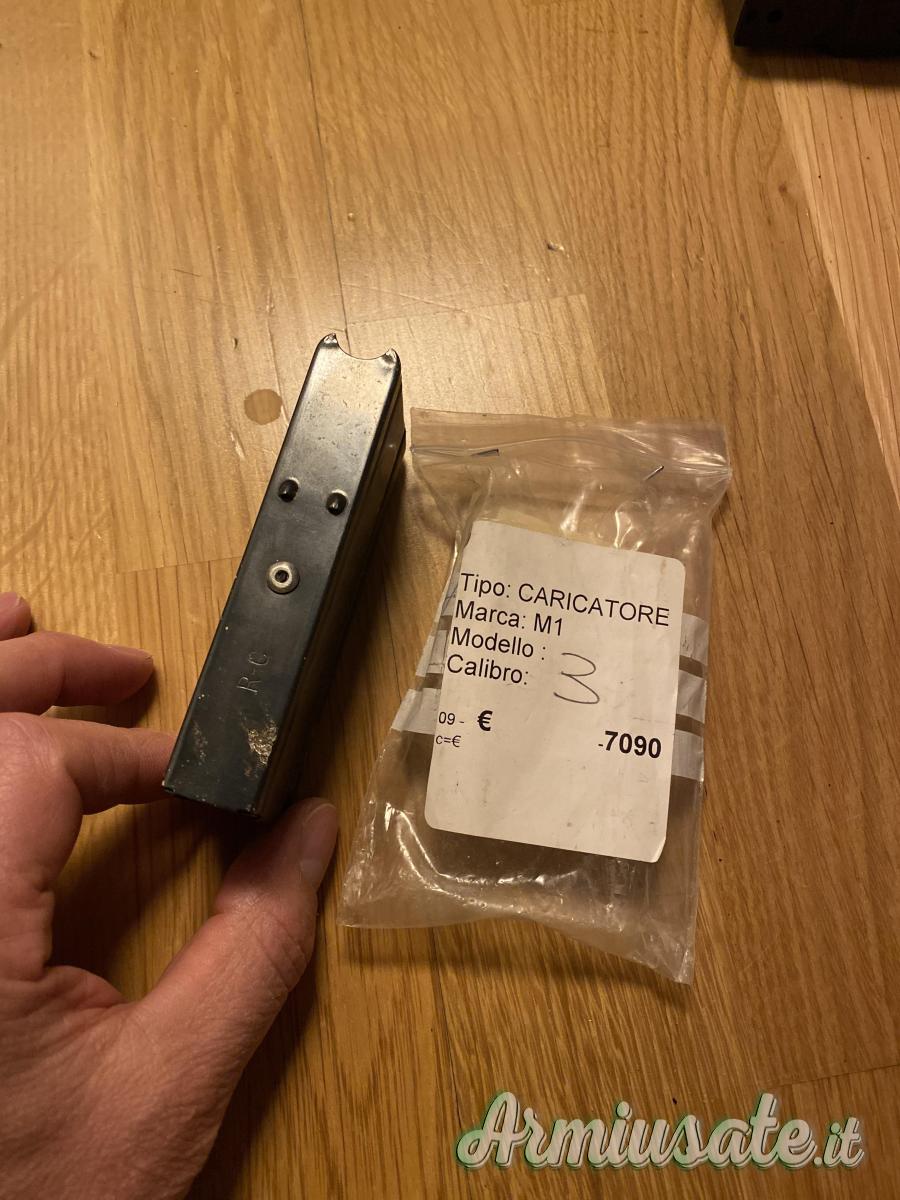 R-C
Tipo: CARICATORE
Marca: M1
Modello :
Calibro:
3
09 - €
c=€
-7090
Armiusate.it